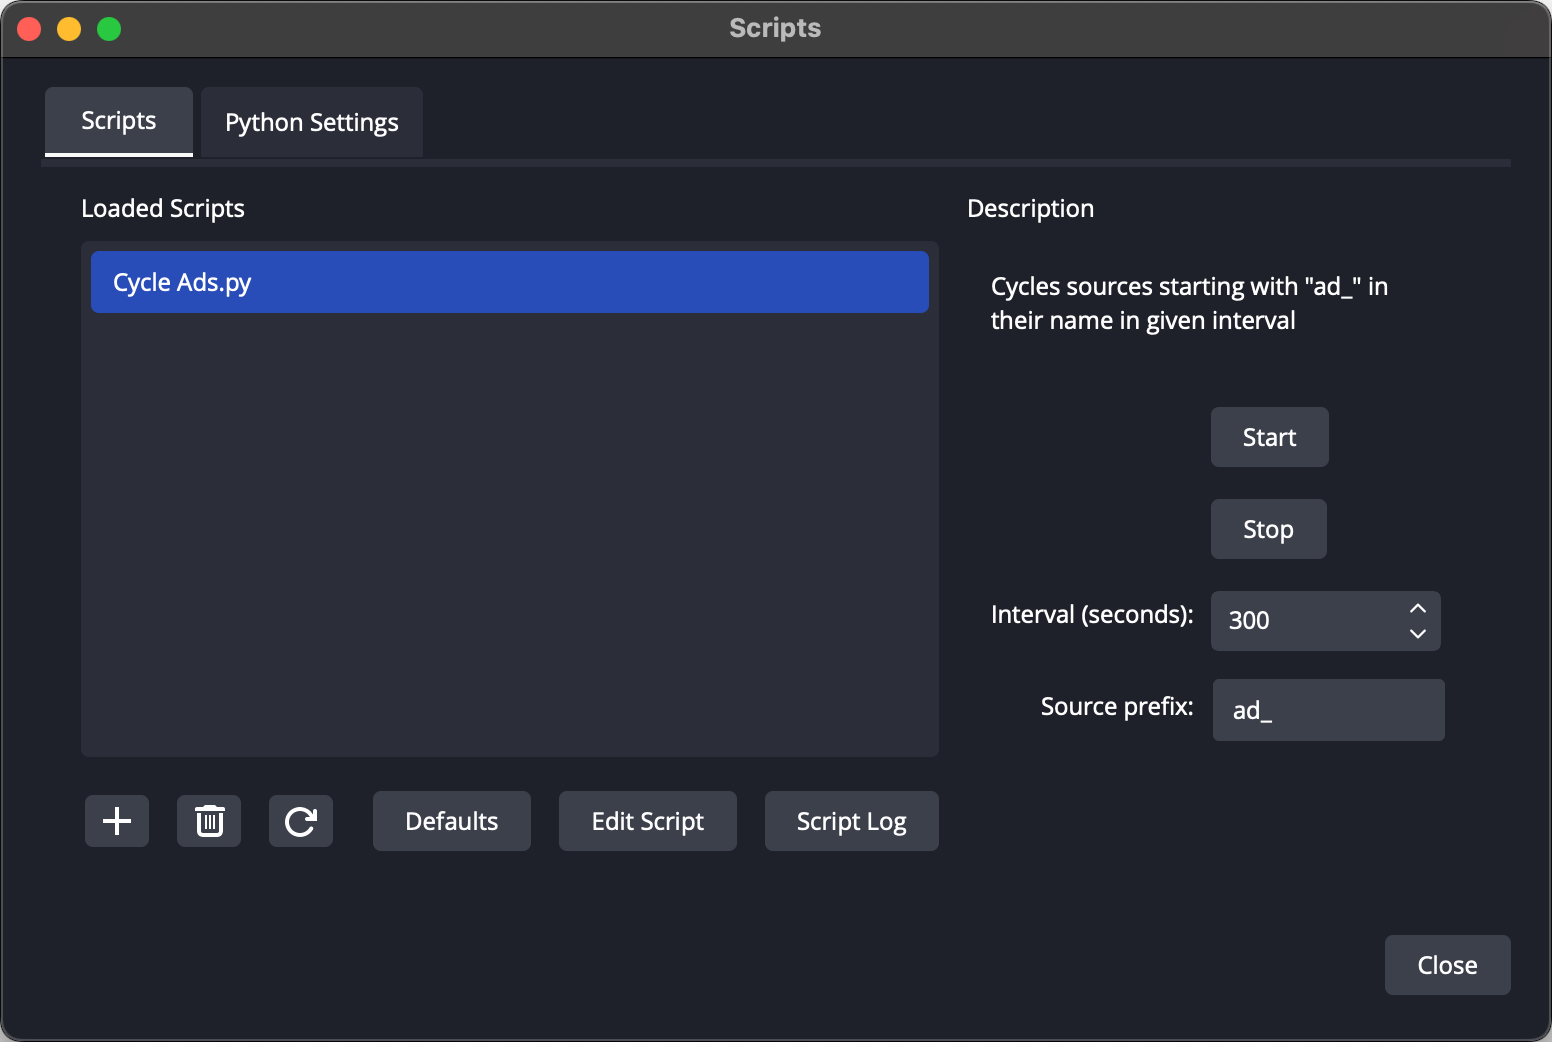 Scripts
Scripts
Python Settings
Loaded Scripts
Cycle Ads.py
Defaults
Edit Script
Script Log
Description
Cycles sources starting with "ad_" in
their name in given interval
Start
Stop
Interval (seconds): 300
Source prefix: ad_
Close